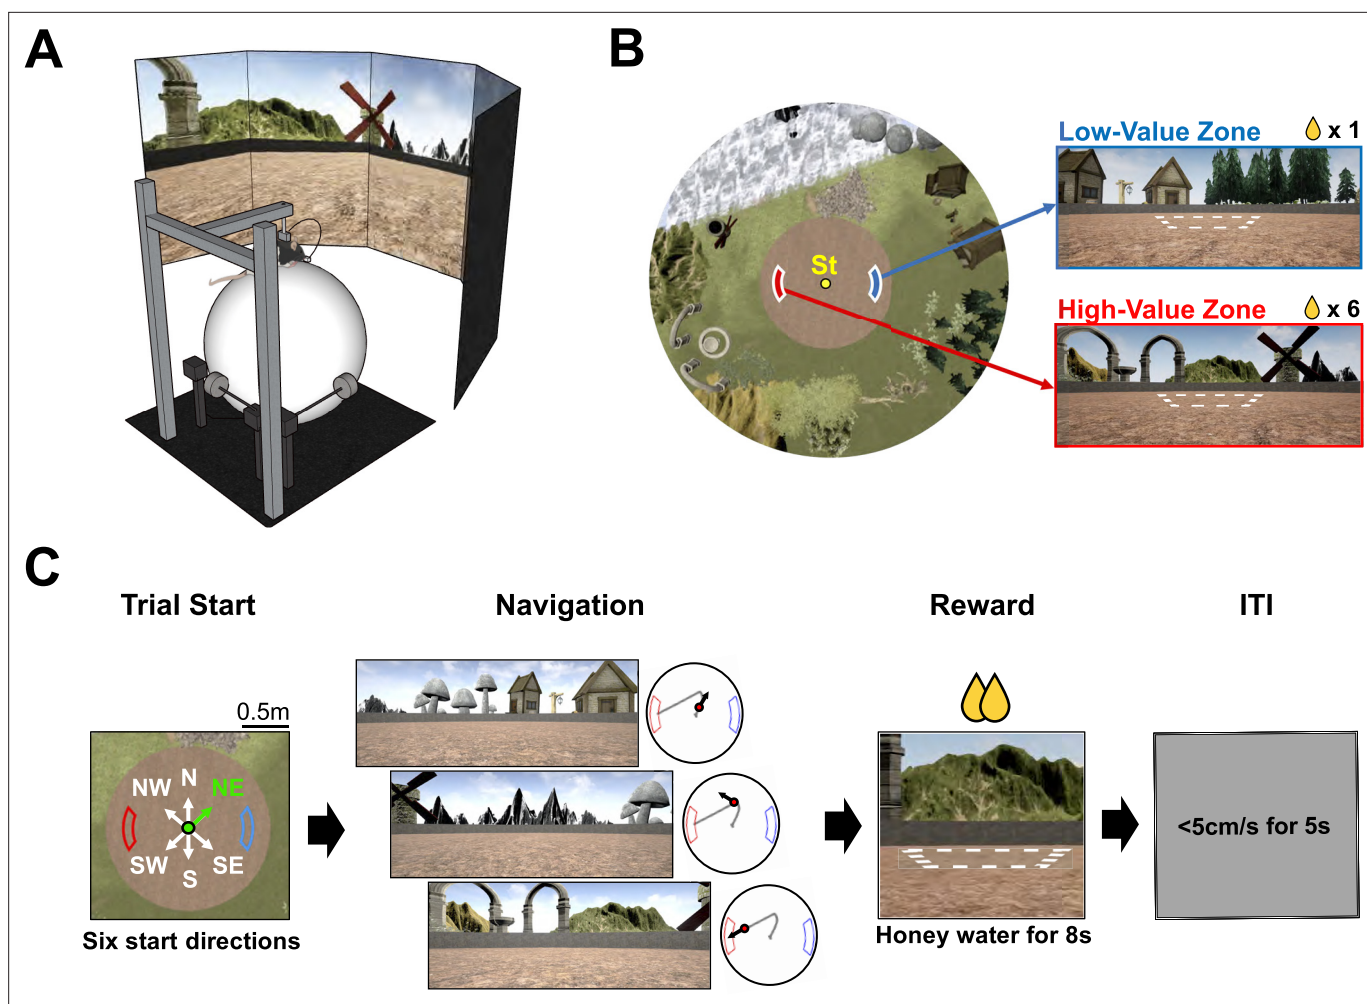 A
B
Low-Value Zone
x 1
St
High-Value Zone
x 6
C
Trial Start
Navigation
Reward
ITI
0.5m
N
NW
NE
SW
SE
S
<5cm/s for 5s
Six start directions
Honey water for 8s